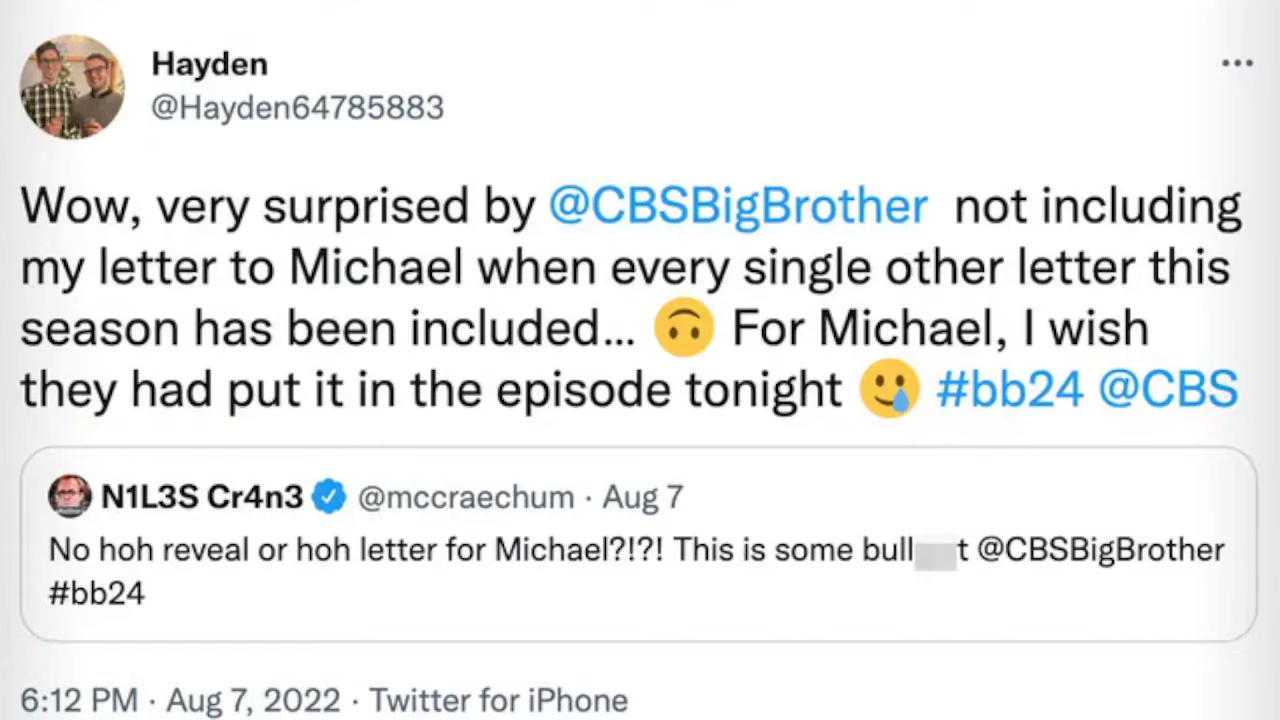 Hayden
@Hayden64785883
Wow, very surprised by @CBSBigBrother not including
my letter to Michael when every single other letter this
season has been included... 🙃 For Michael, I wish
they had put it in the episode tonight 🥲 #bb24 @CBS
N1L3S Cr4n3 @mccraechum · Aug 7
No hoh reveal or hoh letter for Michael?!?! This is some bull t @CBSBigBrother
#bb24
6:12 PM · Aug 7, 2022 · Twitter for iPhone